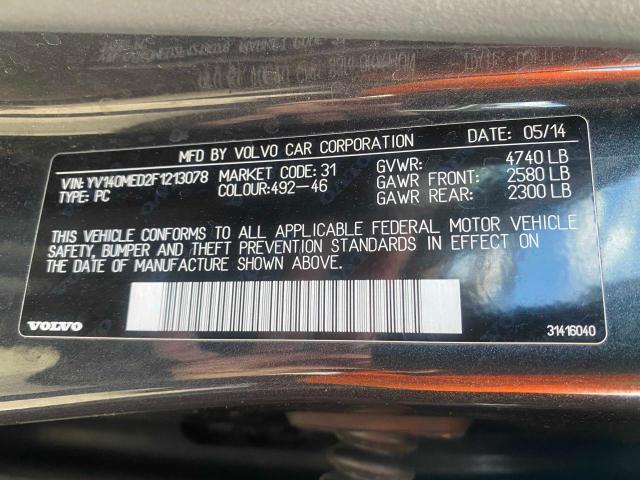 MFD BY VOLVO CAR CORPORATION DATE: 05/14
VIN: YV140MED2F1213078 MARKET CODE: 31 GVWR: 4740 LB
TYPE: PC COLOUR:492-46 GAWR FRONT: 2580 LB
GAWR REAR: 2300 LB
THIS VEHICLE CONFORMS TO ALL APPLICABLE FEDERAL MOTOR VEHICLE
SAFETY, BUMPER AND THEFT PREVENTION STANDARDS IN EFFECT ON
THE DATE OF MANUFACTURE SHOWN ABOVE.
VOLVO 31416040